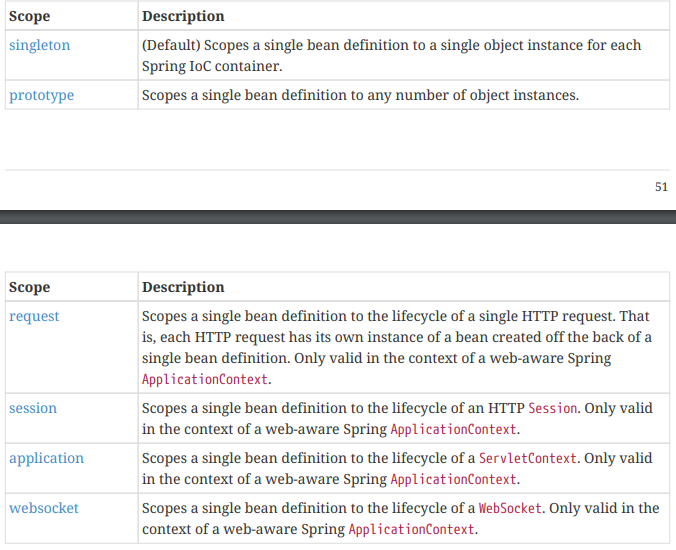 Scope Description
singleton (Default) Scopes a single bean definition to a single object instance for each
Spring IoC container.
prototype Scopes a single bean definition to any number of object instances.
51
Scope Description
request Scopes a single bean definition to the lifecycle of a single HTTP request. That
is, each HTTP request has its own instance of a bean created off the back of a
single bean definition. Only valid in the context of a web-aware Spring
ApplicationContext.
session Scopes a single bean definition to the lifecycle of an HTTP Session. Only valid
in the context of a web-aware Spring ApplicationContext.
application Scopes a single bean definition to the lifecycle of a ServletContext. Only valid
in the context of a web-aware Spring ApplicationContext.
websocket Scopes a single bean definition to the lifecycle of a WebSocket. Only valid in the
context of a web-aware Spring ApplicationContext.